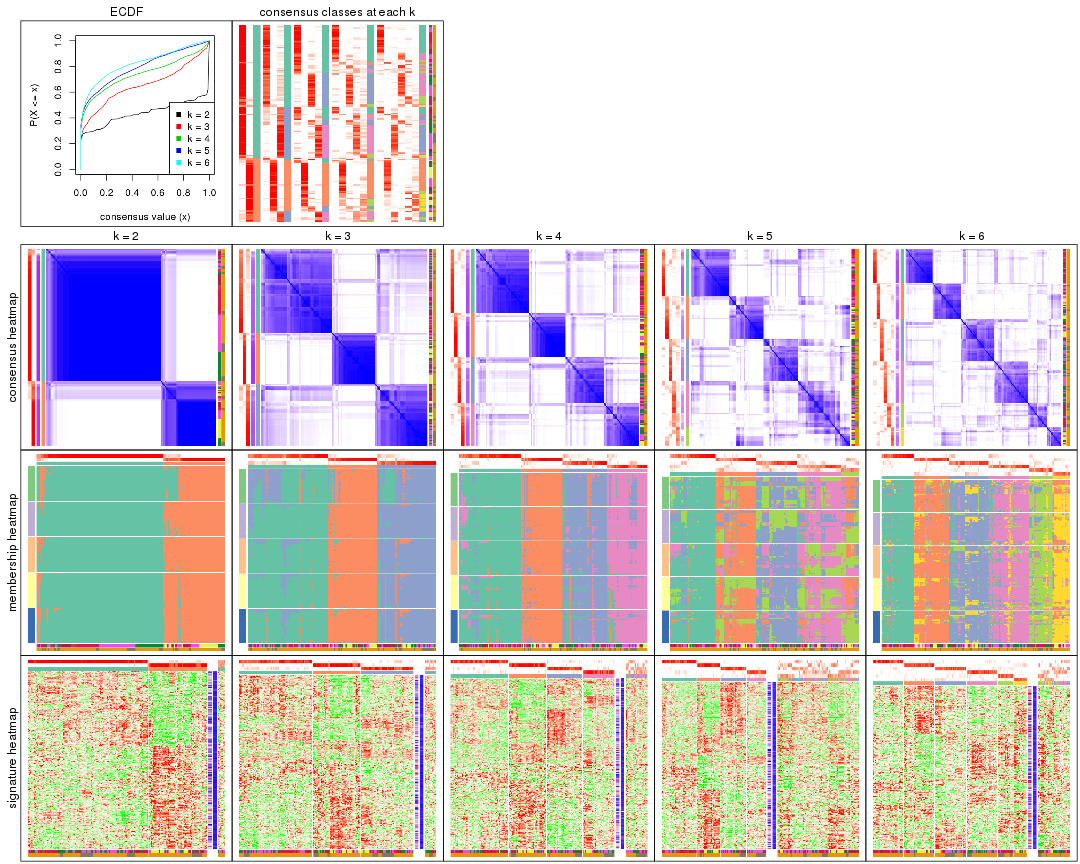 ECDF
consensus classes at each k
P(X <= x)
0.0 0.2 0.4 0.6 0.8 1.0
k = 2
k = 3
k = 4
k = 5
k = 6
0.0 0.2 0.4 0.6 0.8 1.0
consensus value (x)
k = 2 k = 3 k = 4 k = 5 k = 6
consensus heatmap
membership heatmap
signature heatmap